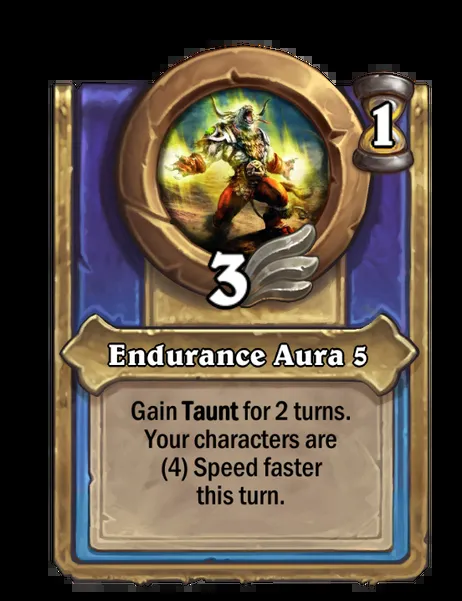 1
3
Endurance Aura 5
Gain Taunt for 2 turns.
Your characters are
(4) Speed faster
this turn.